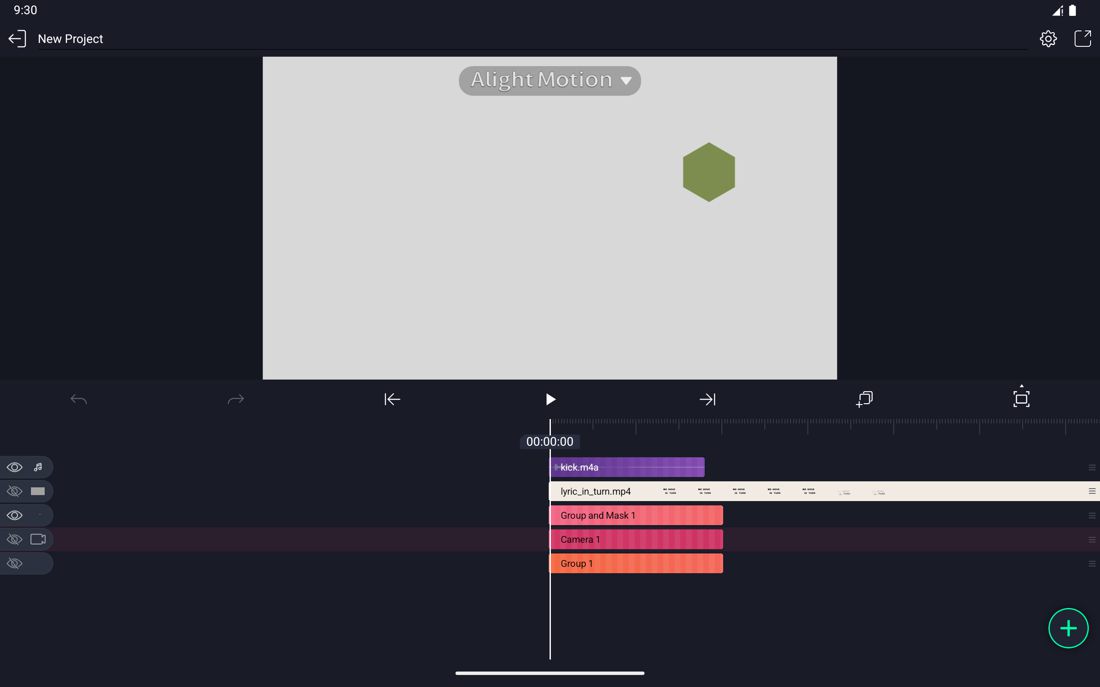 9:30
New Project
Alight Motion
00:00:00
kick.m4a
lyric_in_turn.mp4
Group and Mask 1
Camera 1
Group 1